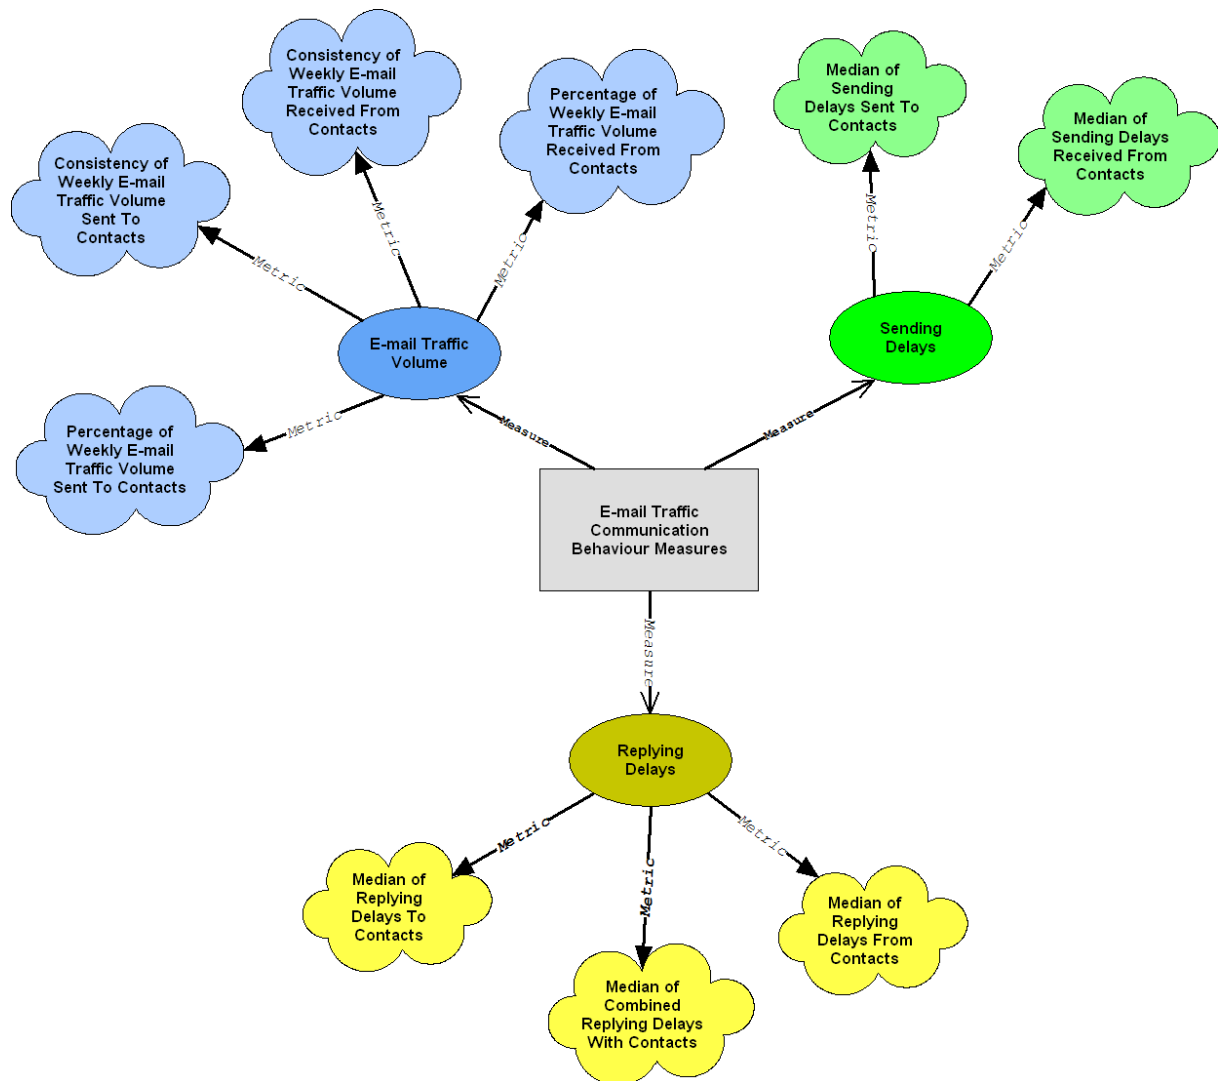 Consistency of
Weekly E-mail
Traffic Volume
Received From
Contacts
Percentage of
Weekly E-mail
Traffic Volume
Received From
Contacts
Median of
Sending
Delays Sent To
Contacts
Median of
Sending Delays
Received From
Contacts
Consistency of
Weekly E-mail
Traffic Volume
Sent To
Contacts
Metric
Metric
Metric
Metric
Metric
E-mail Traffic
Volume
Sending
Delays
Percentage of
Weekly E-mail
Traffic Volume
Sent To Contacts
Metric
Measure
Measure
E-mail Traffic
Communication
Behaviour Measures
Measure
Replying
Delays
Metric
Metric
Metric
Median of
Replying
Delays To
Contacts
Median of
Combined
Replying Delays
With Contacts
Median of
Replying
Delays From
Contacts